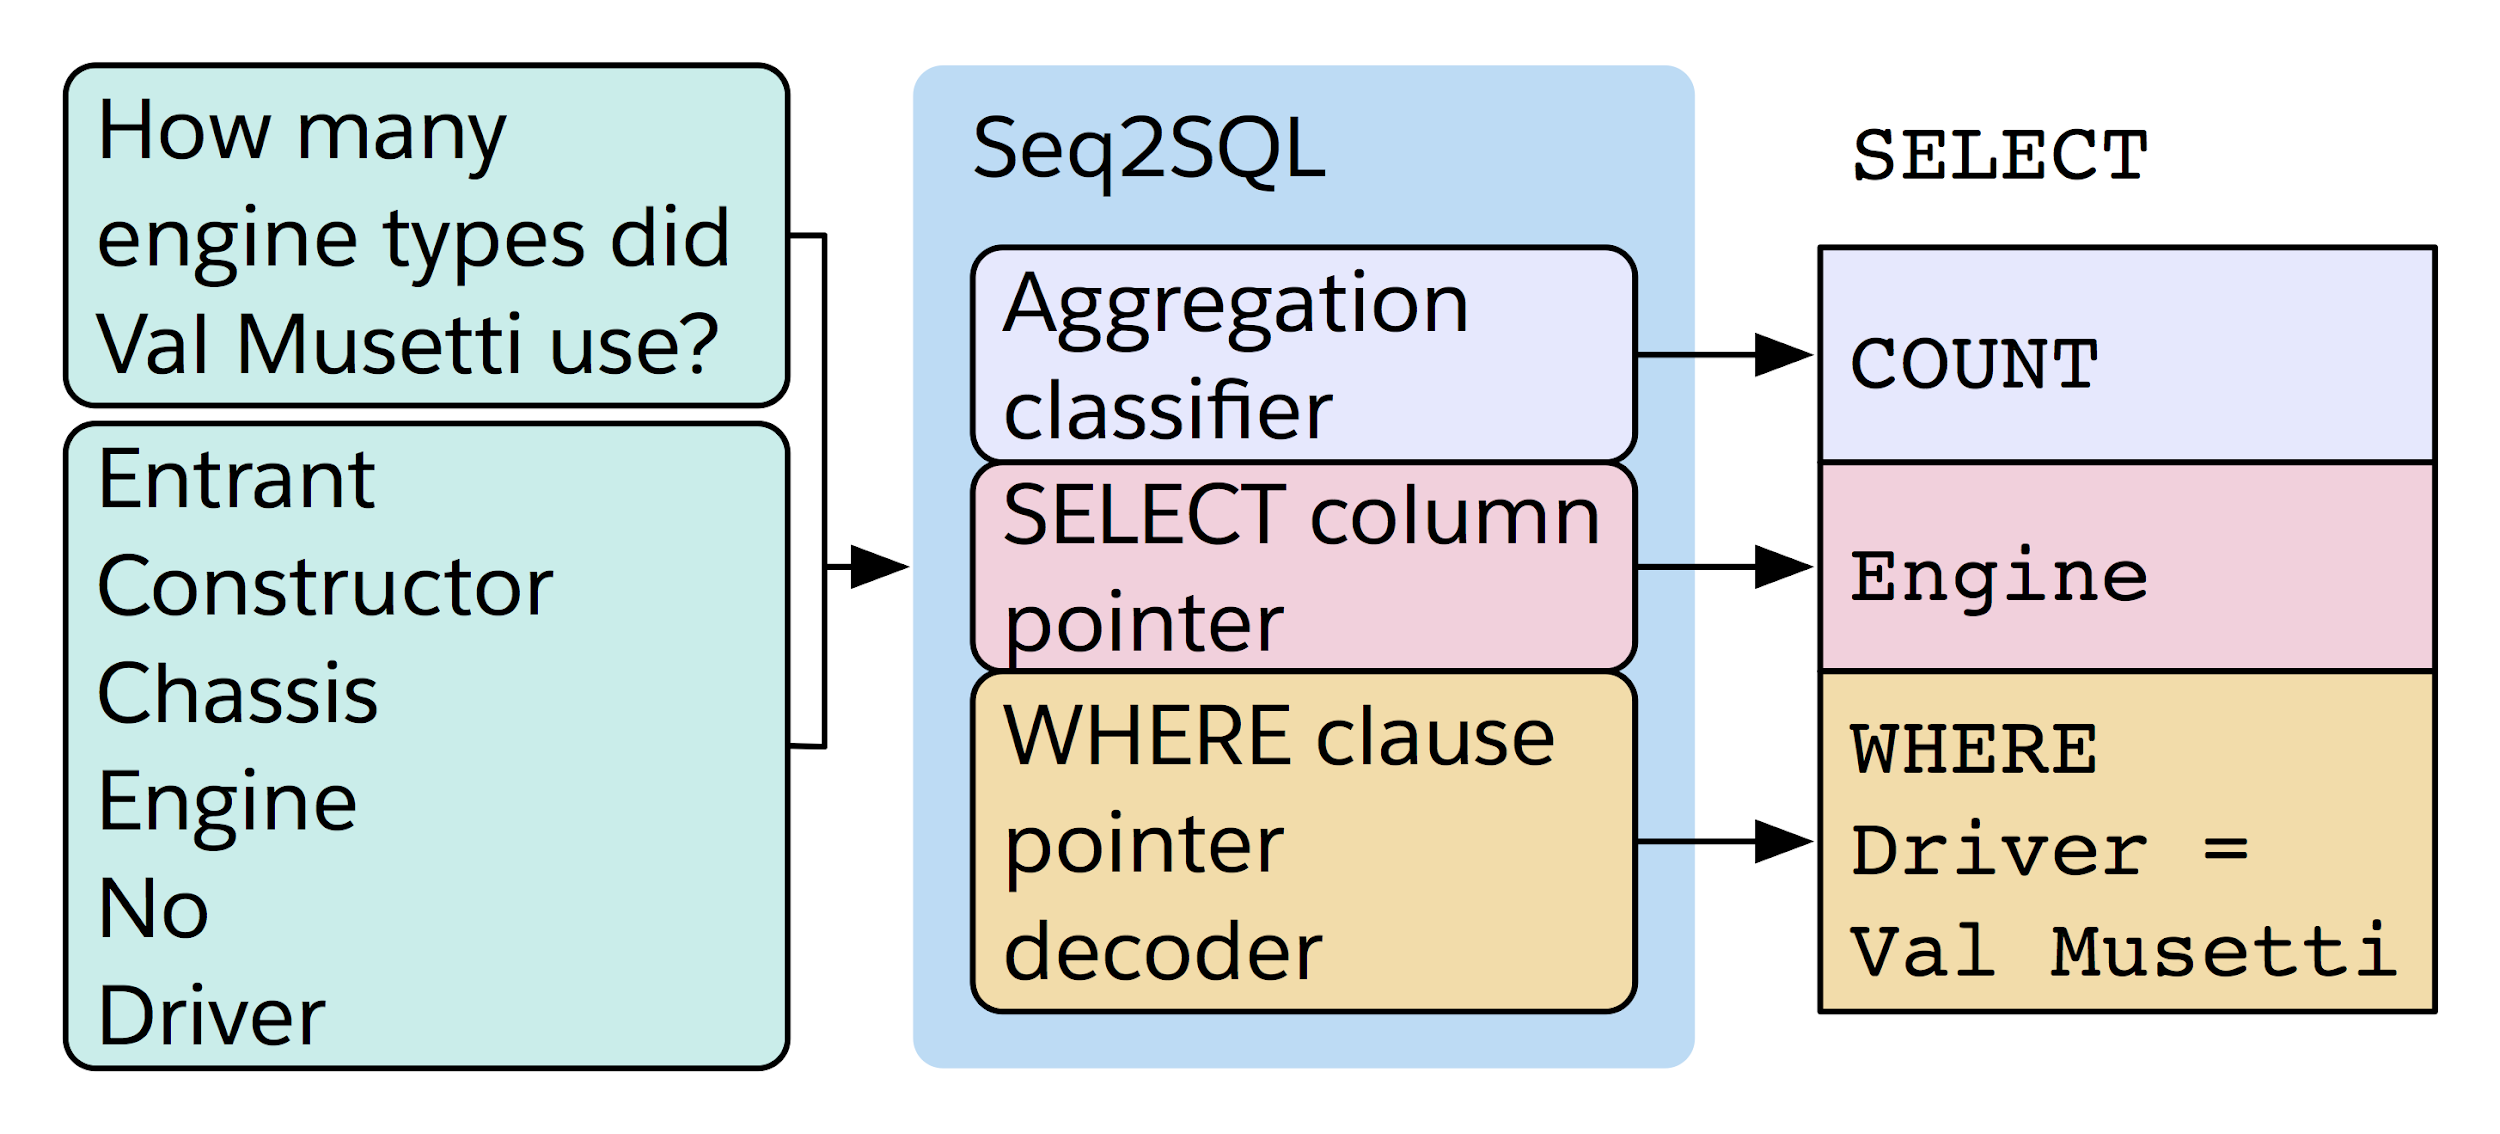 How many
engine types did
Val Musetti use?
Entrant
Constructor
Chassis
Engine
No
Driver
Seq2SQL
Aggregation
classifier
SELECT column
pointer
WHERE clause
pointer
decoder
SELECT
COUNT
Engine
WHERE
Driver =
Val Musetti